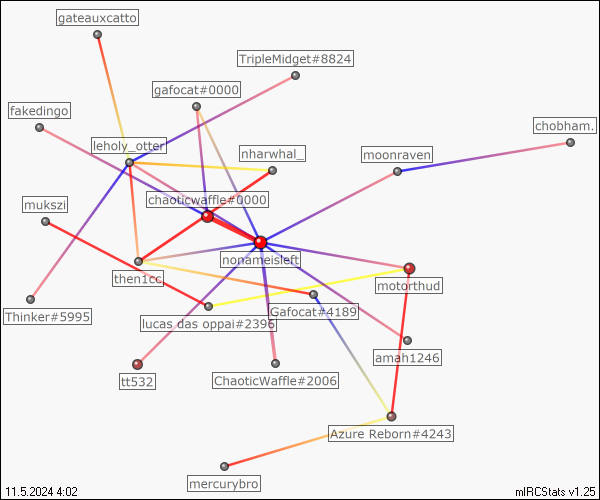 gateauxcatto
TripleMidget#8824
gafocat#0000
fakedingo
chobham.
leholy_otter
nharwhal_
moonraven
chaoticwaffle#0000
mukszi
nonameisleft
then1cc
motorthud
Thinker#5995
lucas das oppai#2396
Gafocat#4189
amah1246
tt532
ChaoticWaffle#2006
Azure Reborn#4243
mercurybro
11.5.2024 4:02
mIRCStats v1.25